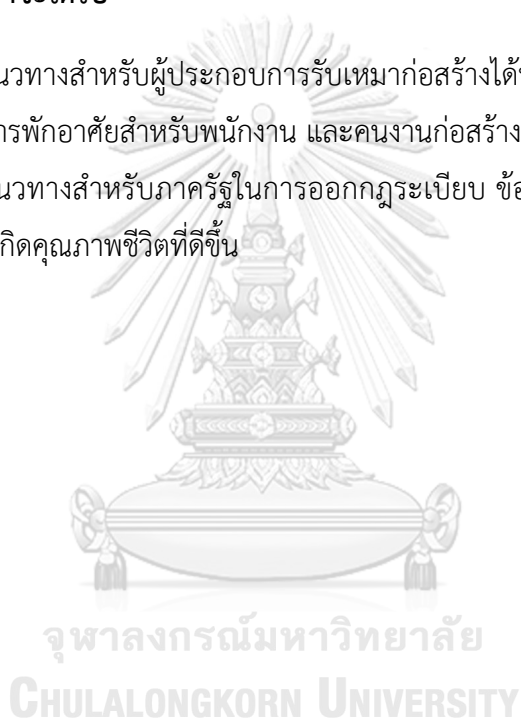 นวทางสำหรับผู้ประกอบการรับเหมาก่อสร้างได้
ารพักอาศัยสำหรับพนักงาน และคนงานก่อสร้าง
นวทางสำหรับภาครัฐในการออกกฎระเบียบ ข้อ
กิดคุณภาพชีวิตที่ดีขึ้น
จุฬาลงกรณ์มหาวิทยาลัย
CHULALONGKORN UNIVERSITY